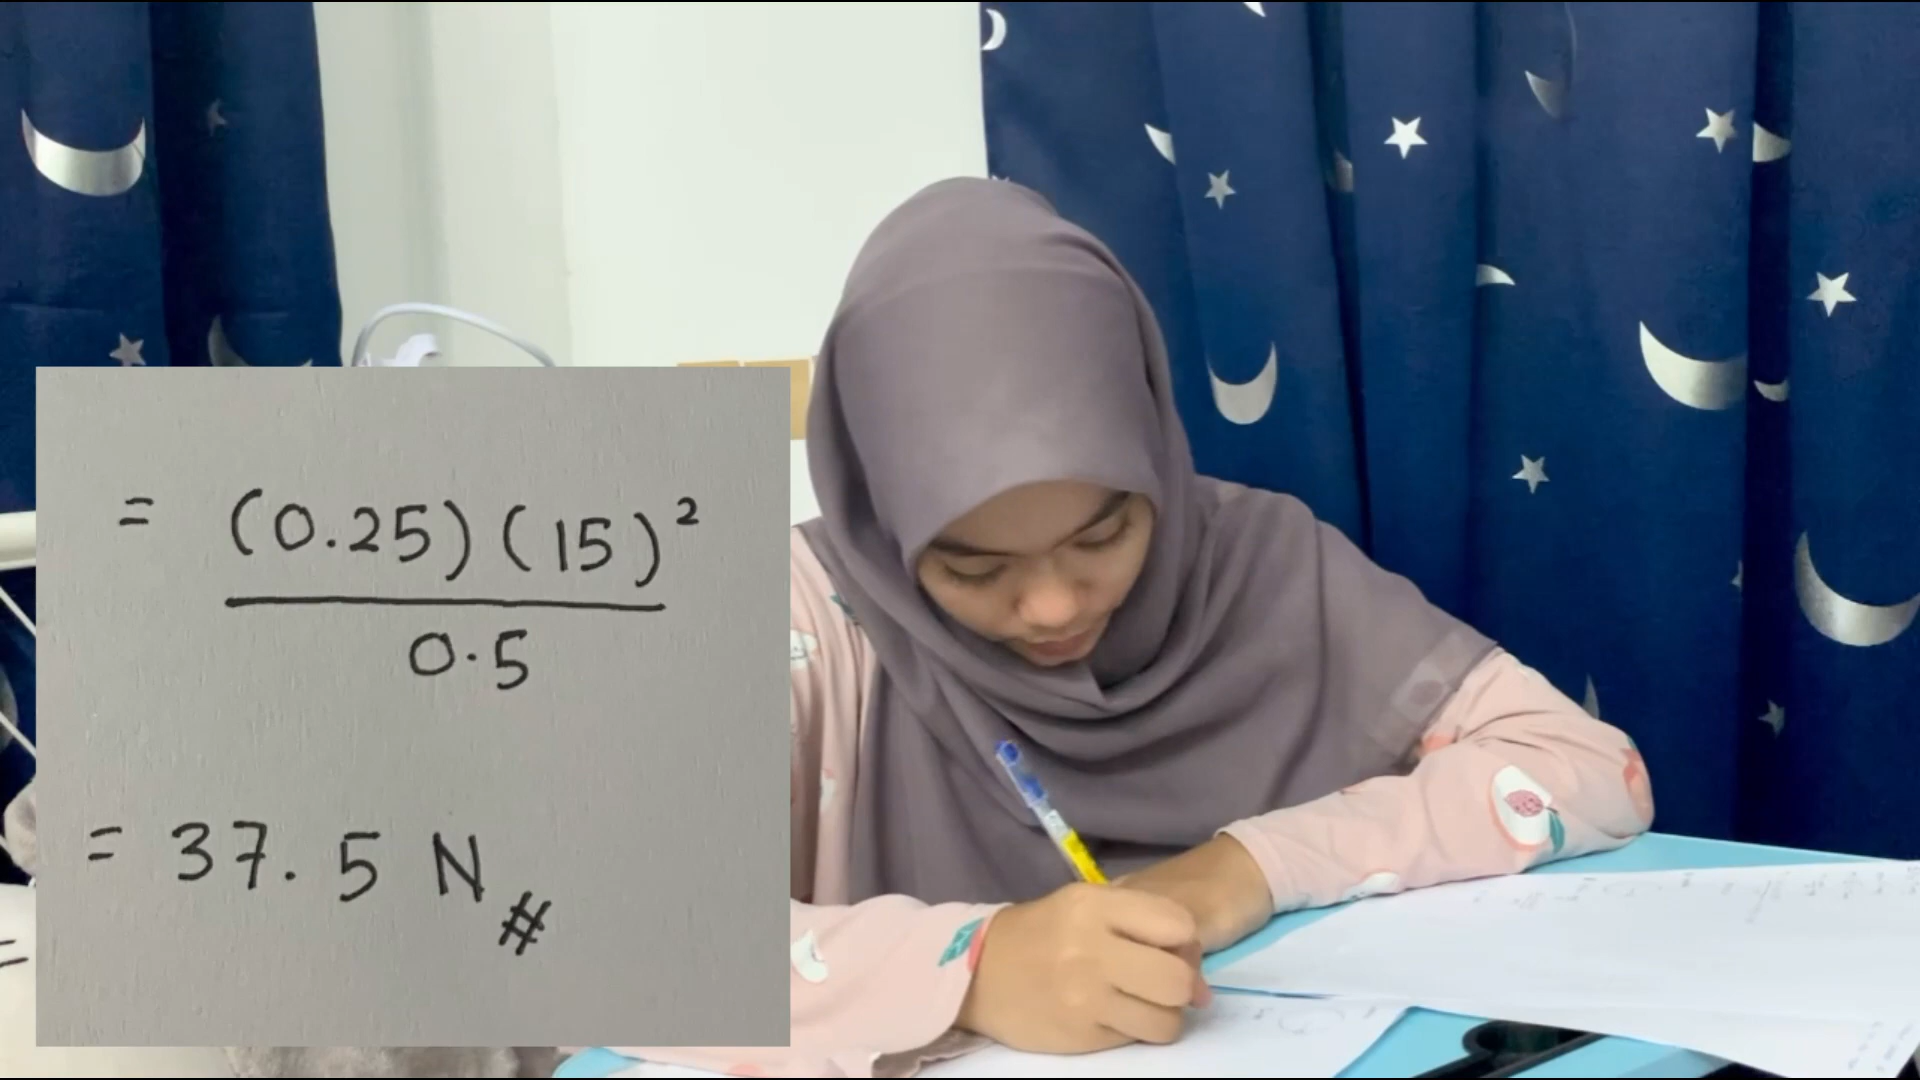 = (0.25)(15)²
0.5
= 37.5 N #
=